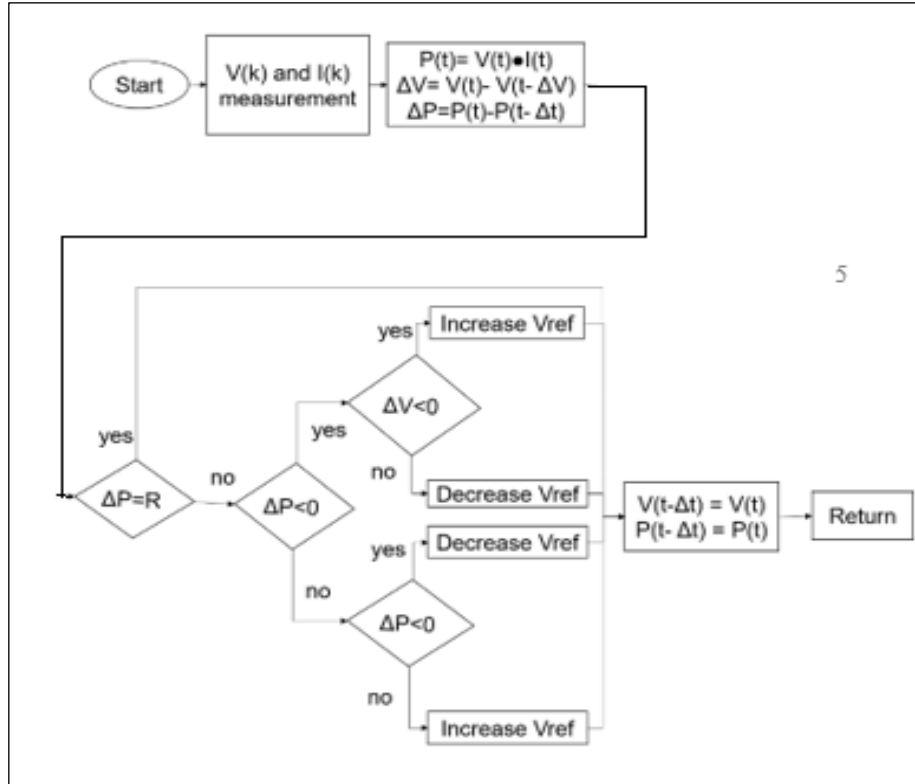 Start
V(k) and I(k)
measurement
P(t)= V(t)●I(t)
ΔV= V(t)- V(t- ΔV)
ΔP=P(t)-P(t- Δt)
5
yes
Increase Vref
ΔV<0
yes
yes
no
no
ΔP=R
ΔP<0
Decrease Vref
V(t-Δt) = V(t)
P(t- Δt) = P(t)
Return
yes
Decrease Vref
no
ΔP<0
no
Increase Vref